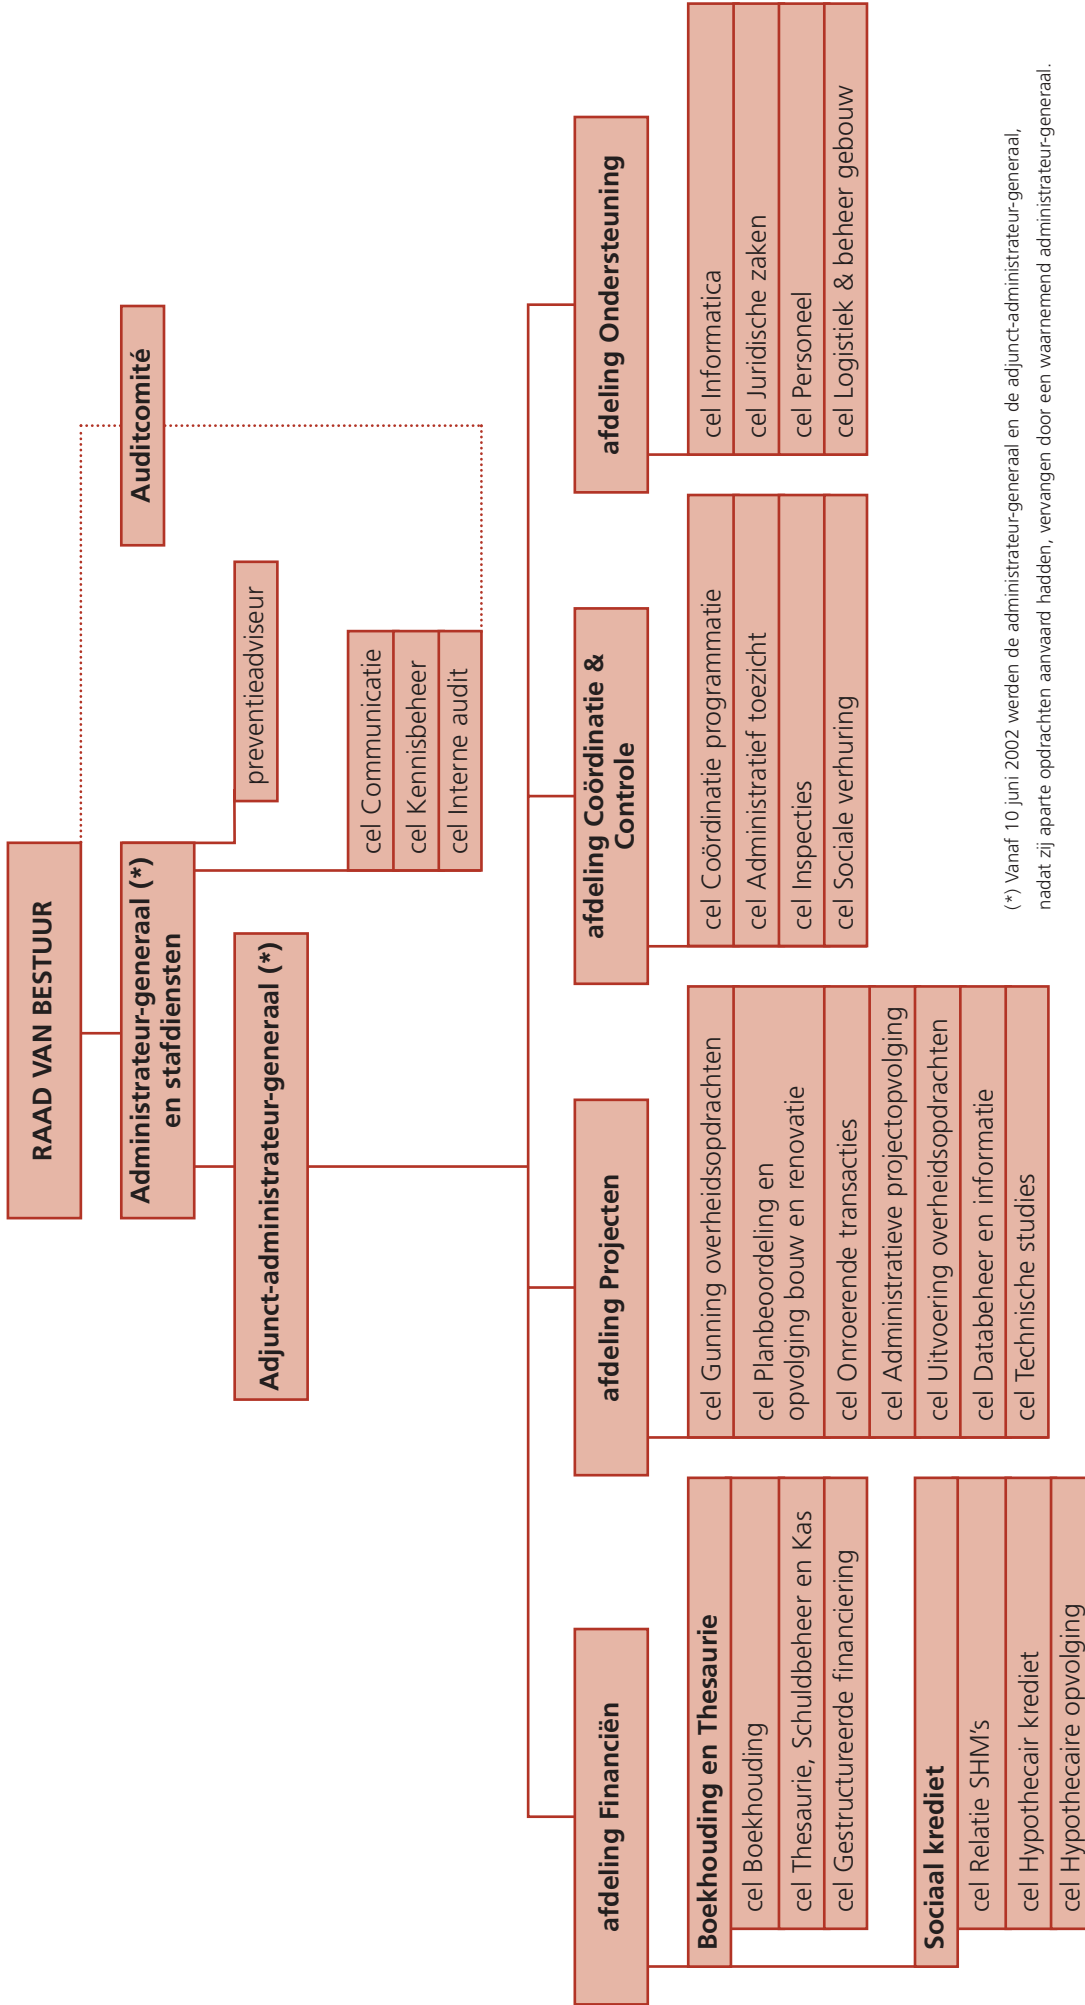 RAAD VAN BESTUUR
Administrateur-generaal (*)
en stafdiensten
Auditcomité
preventieadviseur
Adjunct-administrateur-generaal (*)
cel Communicatie
cel Kennisbeheer
cel Interne audit
afdeling Financiën
Boekhouding en Thesaurie
cel Boekhouding
cel Thesaurie, Schuldbeheer en Kas
cel Gestructureerde financiering
Sociaal krediet
cel Relatie SHM's
cel Hypothecair krediet
cel Hypothecaire opvolging
afdeling Projecten
cel Gunning overheidsopdrachten
cel Planbeoordeling en
opvolging bouw en renovatie
cel Onroerende transacties
cel Administratieve projectopvolging
cel Uitvoering overheidsopdrachten
cel Databeheer en informatie
cel Technische studies
afdeling Coördinatie &
Controle
cel Coördinatie programmatie
cel Administratief toezicht
cel Inspecties
cel Sociale verhuring
afdeling Ondersteuning
cel Informatica
cel Juridische zaken
cel Personeel
cel Logistiek & beheer gebouw
(*) Vanaf 10 juni 2002 werden de administrateur-generaal en de adjunct-administrateur-generaal,
nadat zij aparte opdrachten aanvaard hadden, vervangen door een waarnemend administrateur-generaal.